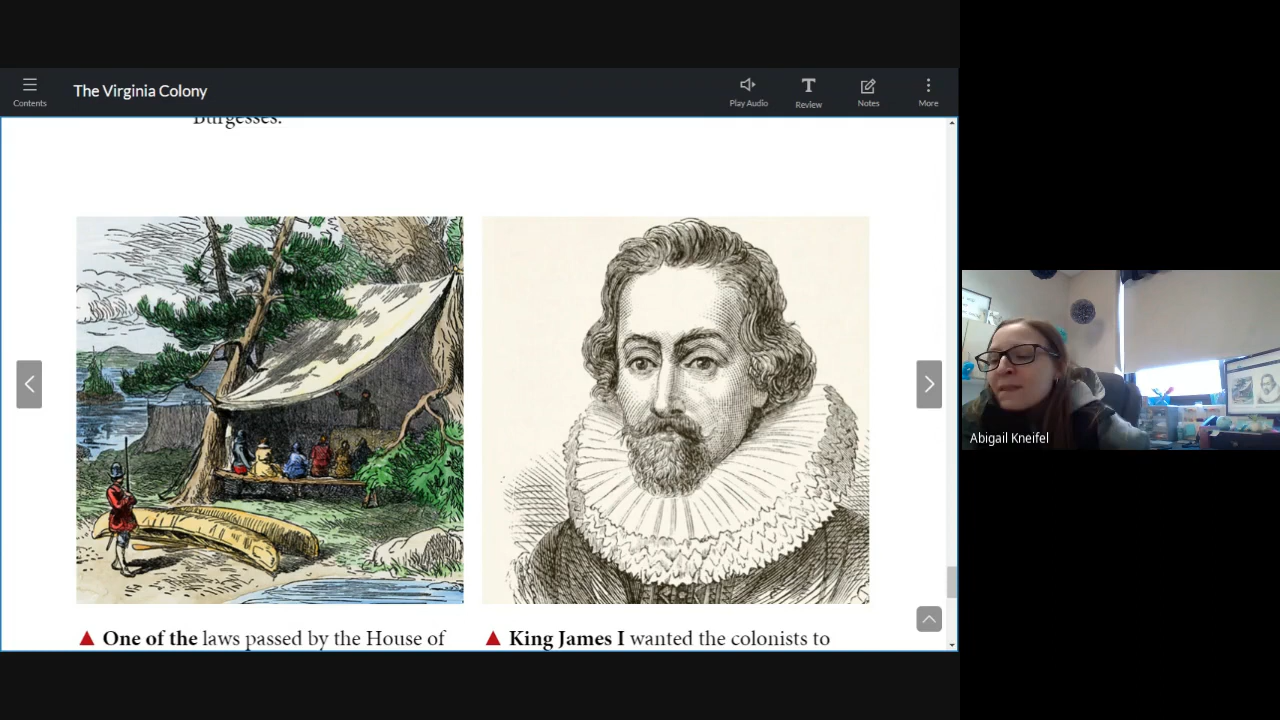 Contents
The Virginia Colony
Play Audio
Review
Notes
More
Burgesses.
One of the laws passed by the House of
King James I wanted the colonists to
Abigail Kneifel